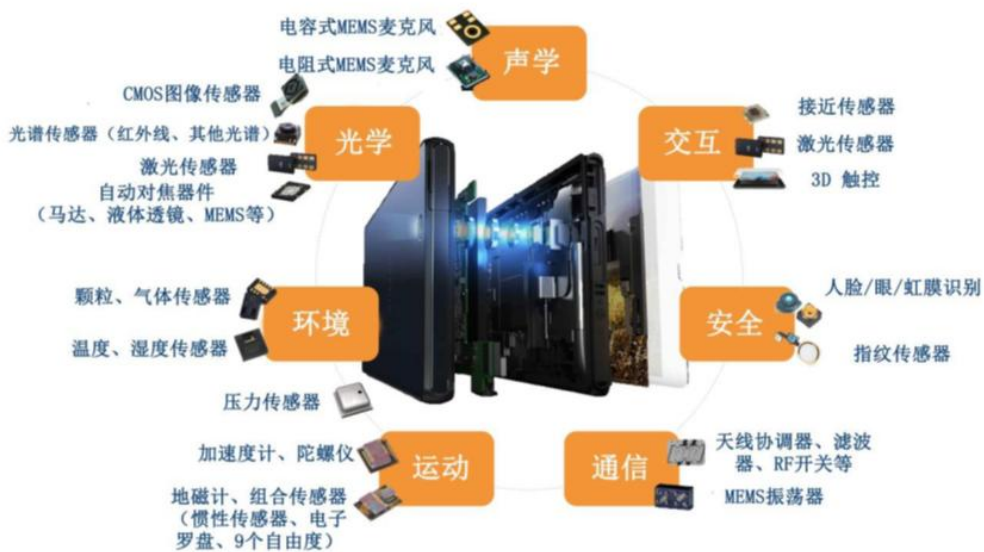 电容式MEMS麦克风
电阻式MEMS麦克风
声学
CMOS图像传感器
光谱传感器（红外线、其他光谱）
激光传感器
自动对焦器件
（马达、液体透镜、MEMS等）
光学
交互
接近传感器
激光传感器
3D 触控
颗粒、气体传感器
温度、湿度传感器
环境
安全
人脸/眼/虹膜识别
指纹传感器
压力传感器
加速度计、陀螺仪
地磁计、组合传感器
（惯性传感器、电子
罗盘、9个自由度）
运动
通信
天线协调器、滤波
器、RF开关等
MEMS振荡器